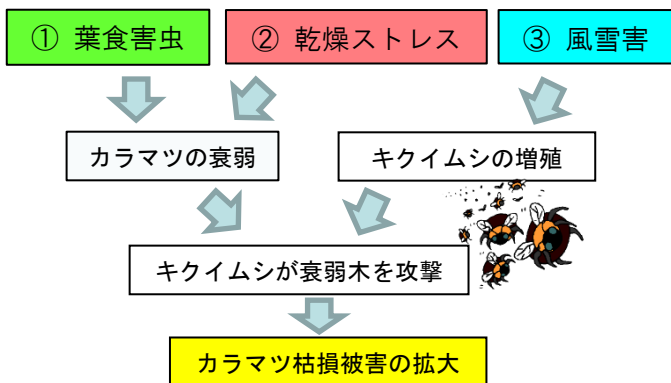 ① 葉食害虫
② 乾燥ストレス
③ 風雪害
カラマツの衰弱
キクイムシの増殖
キクイムシが衰弱木を攻撃
カラマツ枯損被害の拡大